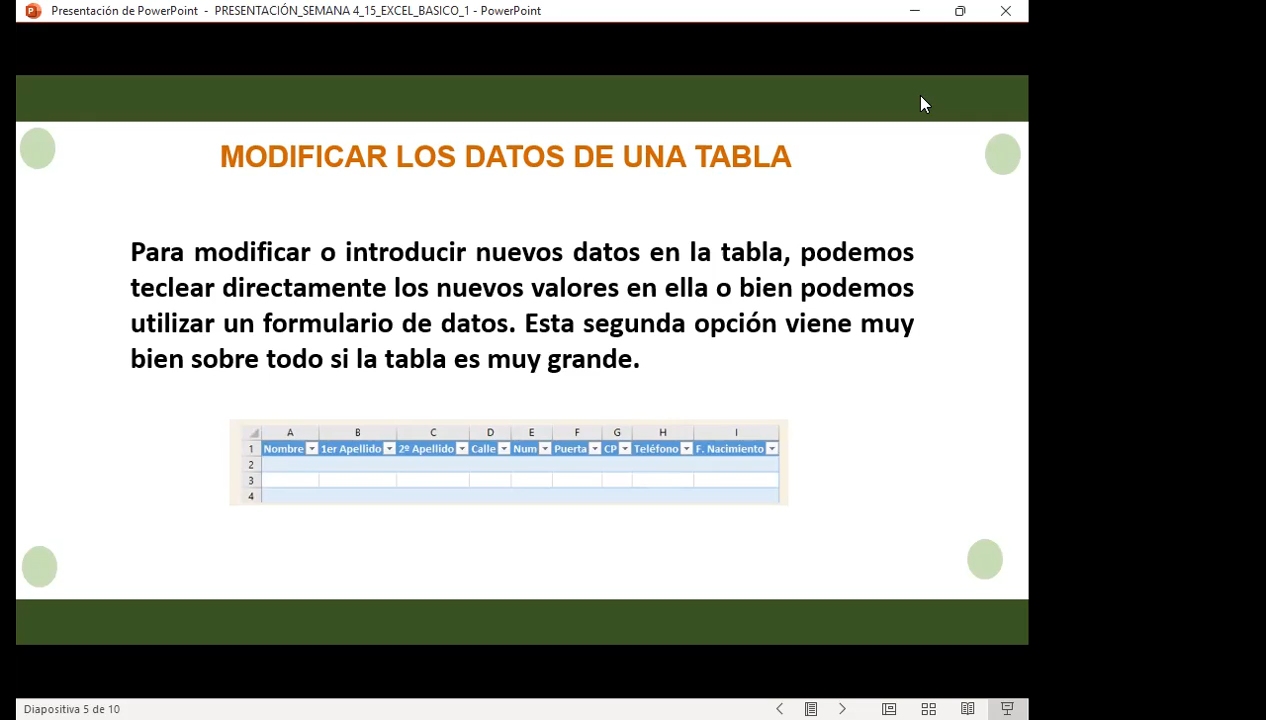 Presentación de PowerPoint - PRESENTACIÓN_SEMANA 4_15_EXCEL_BASICO_1 - PowerPoint
MODIFICAR LOS DATOS DE UNA TABLA
Para modificar o introducir nuevos datos en la tabla, podemos
teclear directamente los nuevos valores en ella o bien podemos
utilizar un formulario de datos. Esta segunda opción viene muy
bien sobre todo si la tabla es muy grande.
A B C D E F G H I
1 Nombre 1er Apellido 2º Apellido Calle Num Puerta CP Teléfono F. Nacimiento
2
3
4
Diapositiva 5 de 10